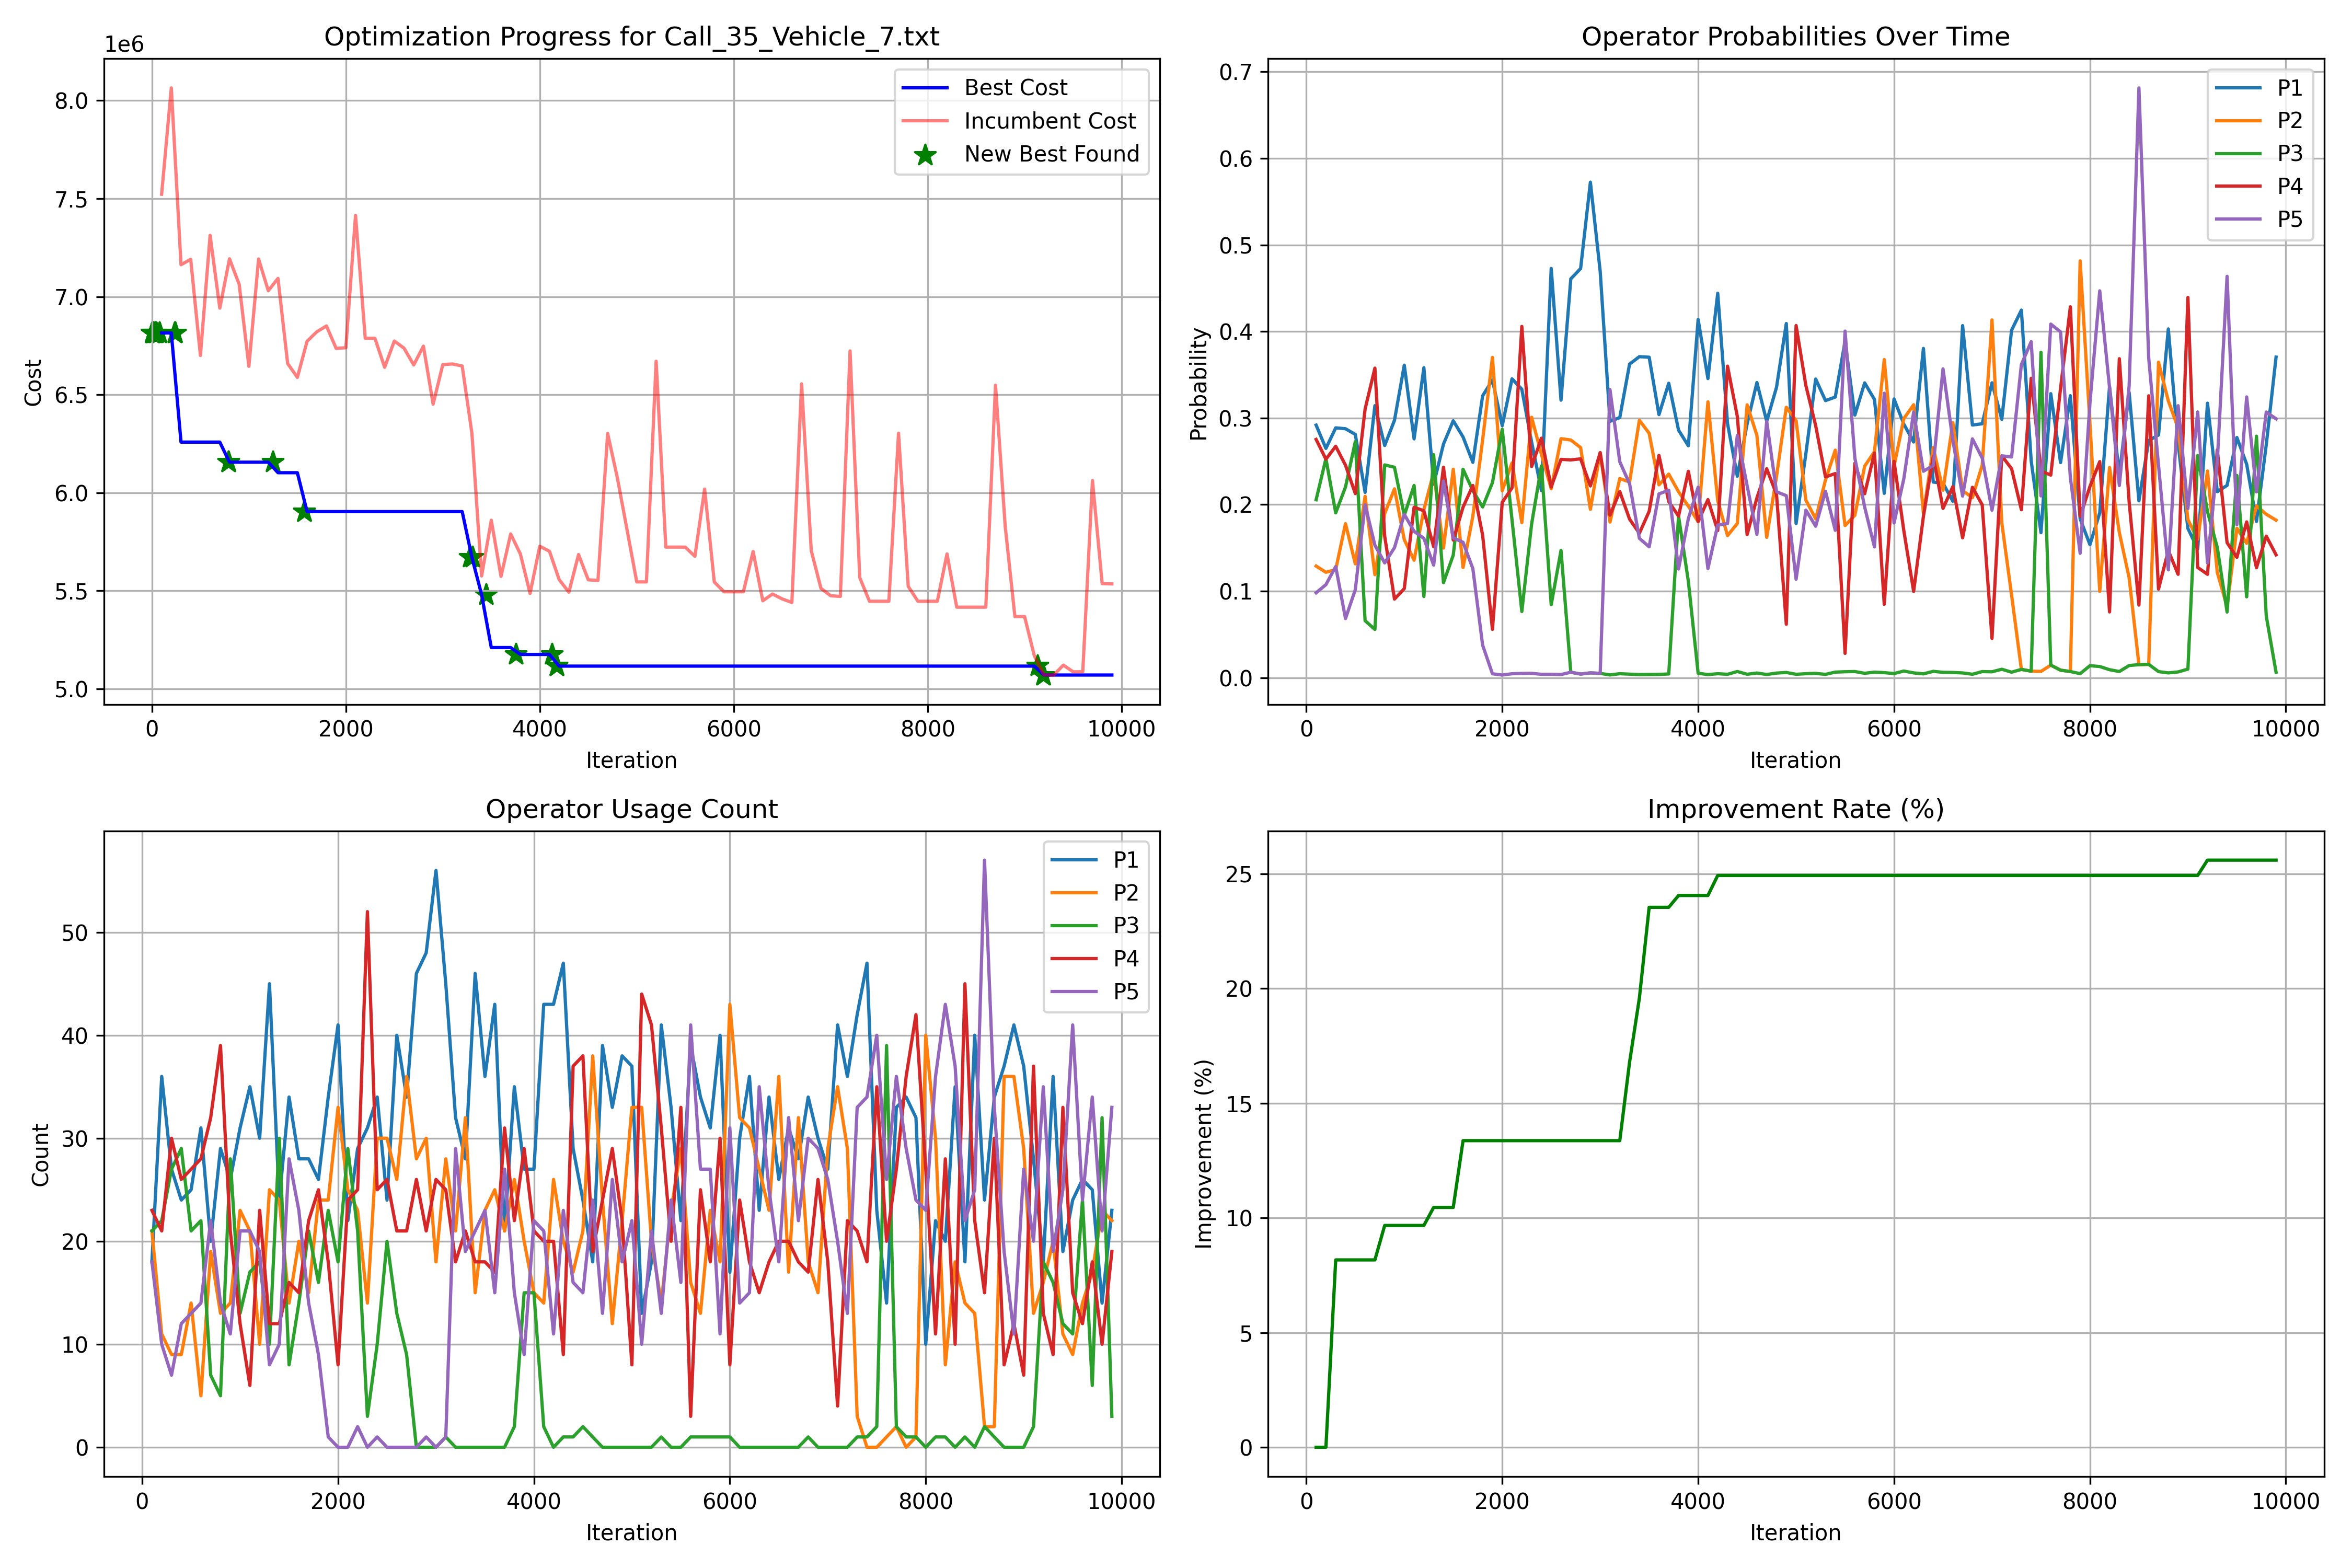 Optimization Progress for Call_35_Vehicle_7.txt
1e6
Cost
8.0
7.5
7.0
6.5
6.0
5.5
5.0
0
2000
4000
6000
8000
10000
Iteration
Best Cost
Incumbent Cost
New Best Found
Operator Probabilities Over Time
Probability
0.7
0.6
0.5
0.4
0.3
0.2
0.1
0.0
0
2000
4000
6000
8000
10000
Iteration
P1
P2
P3
P4
P5
Operator Usage Count
Count
50
40
30
20
10
0
0
2000
4000
6000
8000
10000
Iteration
P1
P2
P3
P4
P5
Improvement Rate (%)
Improvement (%)
25
20
15
10
5
0
0
2000
4000
6000
8000
10000
Iteration